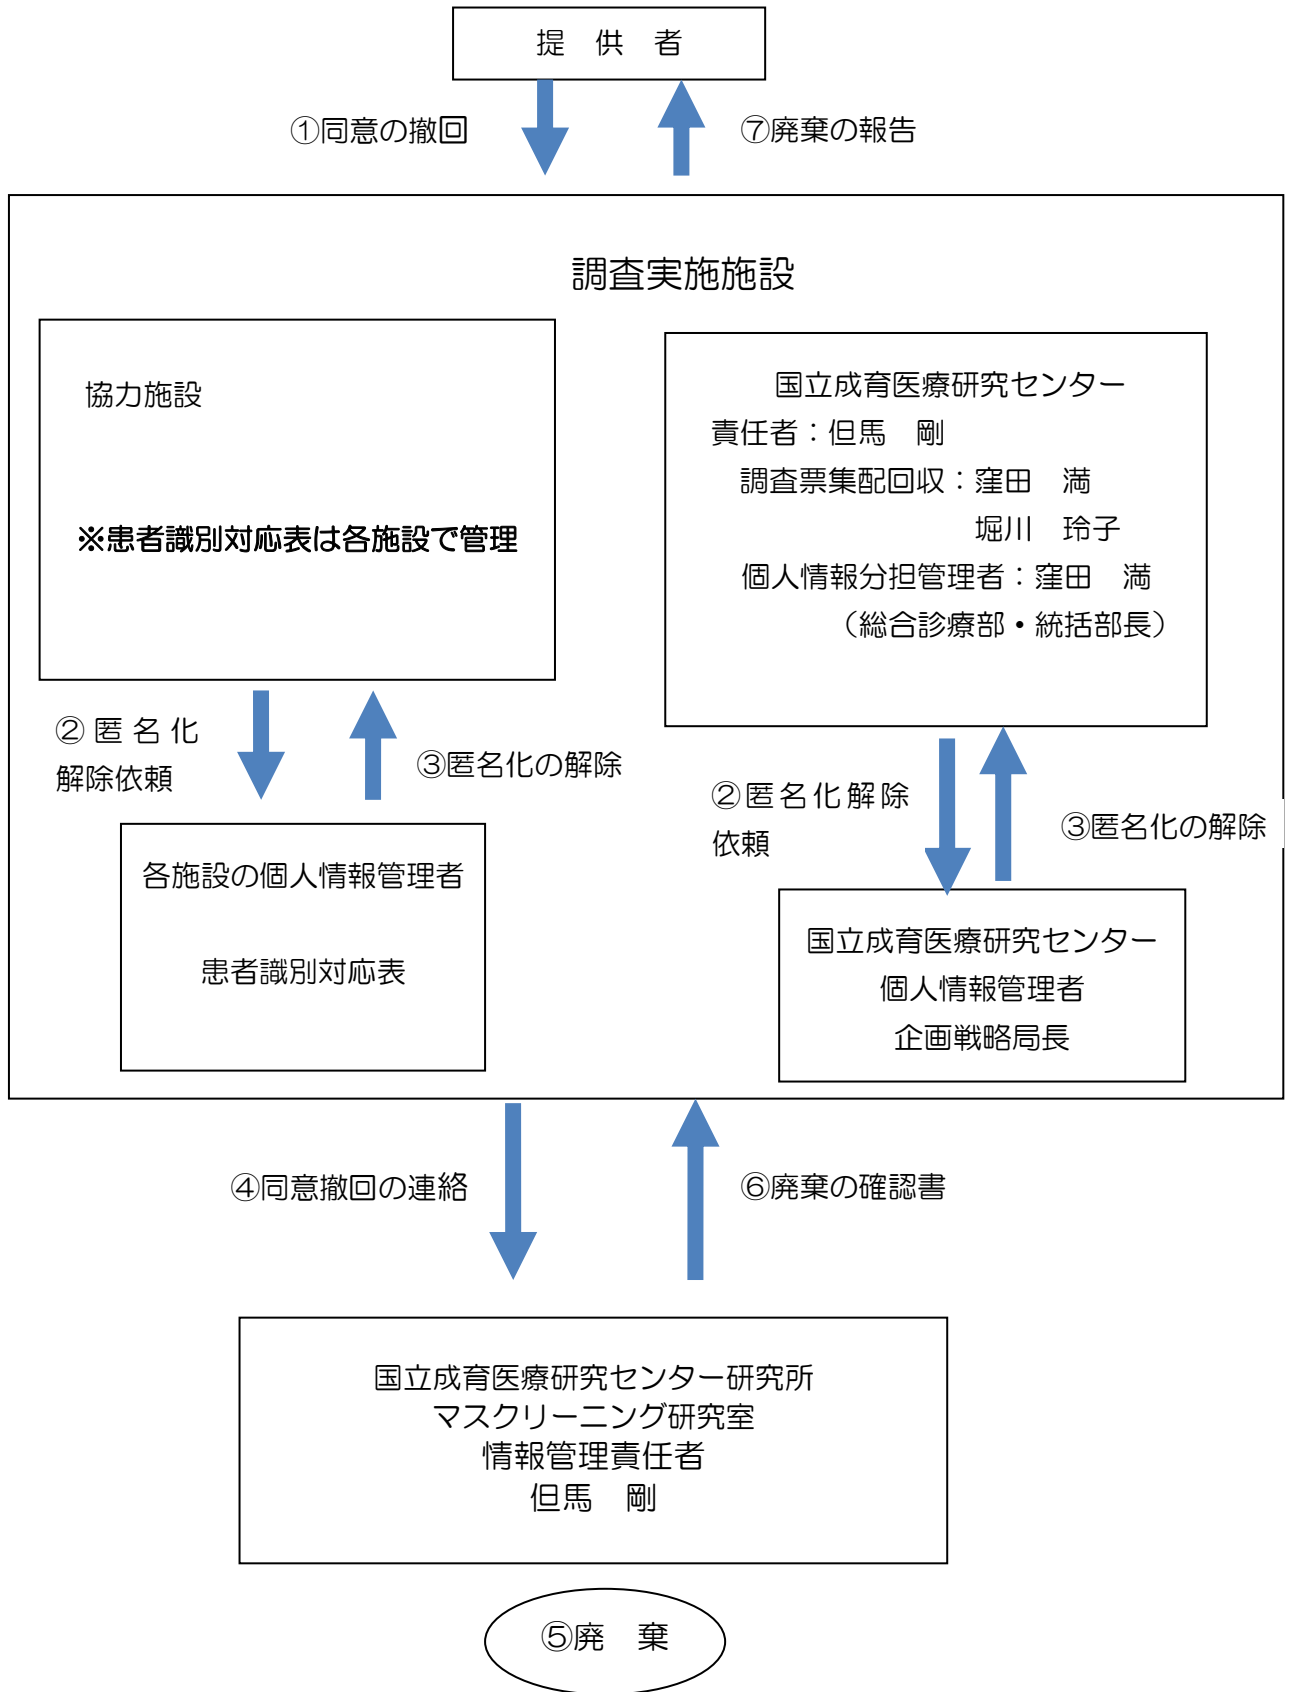 提　供　者
①同意の撤回
⑦廃棄の報告
調査実施施設
協力施設
※患者識別対応表は各施設で管理
国立成育医療研究センター
責任者：但馬　剛
調査票集配回収：窪田　満
堀川　玲子
個人情報分担管理者：窪田　満
（総合診療部・統括部長）
②匿名化
解除依頼
③匿名化の解除
②匿名化解除
依頼
③匿名化の解除
各施設の個人情報管理者
患者識別対応表
国立成育医療研究センター
個人情報管理者
企画戦略局長
④同意撤回の連絡
⑥廃棄の確認書
国立成育医療研究センター研究所
マスクリーニング研究室
情報管理責任者
但馬　剛
⑤廃　棄